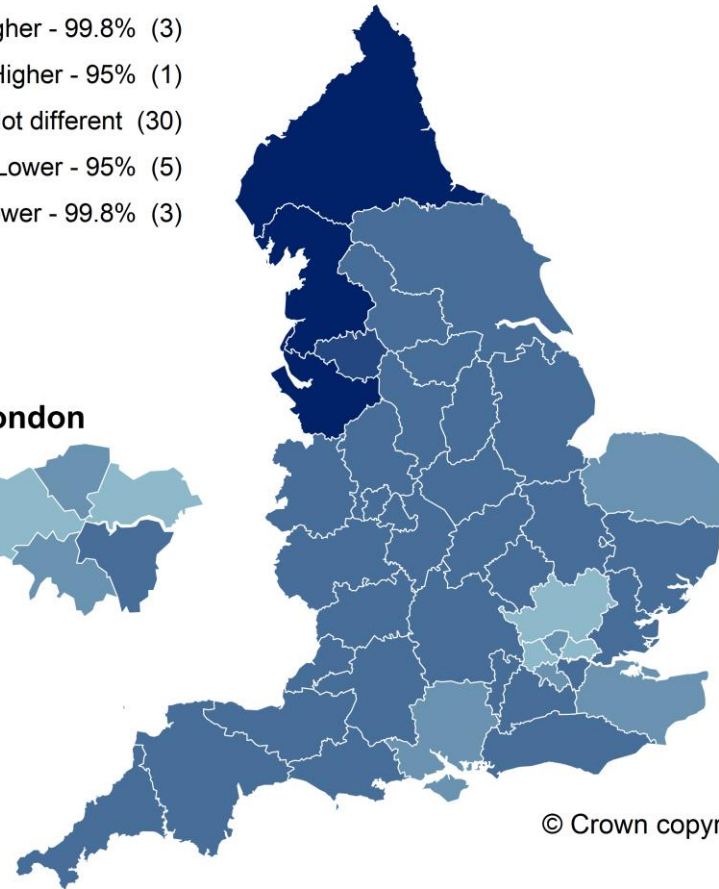 gher - 99.8% (3)
Higher - 95% (1)
ot different (30)
Lower - 95% (5)
wer - 99.8% (3)
ondon
© Crown copyr